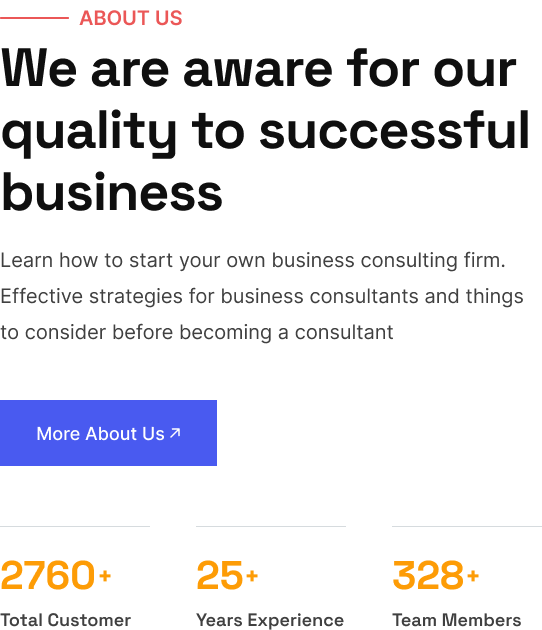 ABOUT US
We are aware for our
quality to successful
business
Learn how to start your own business consulting firm.
Effective strategies for business consultants and things
to consider before becoming a consultant
More About Us ↗
2760+ 25+ 328+
Total Customer Years Experience Team Members